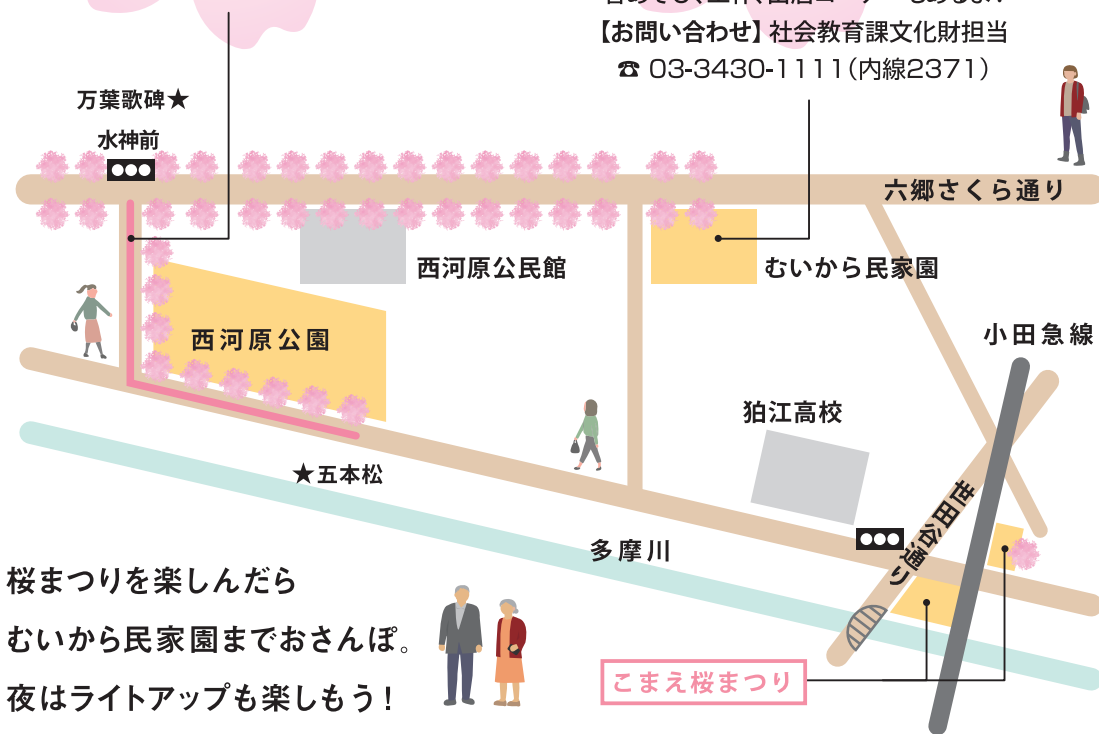 【お問い合わせ】社会教育課文化財担当
☎ 03-3430-1111(内線2371)
万葉歌碑★
水神前
六郷さくら通り
西河原公民館
むいから民家園
西河原公園
小田急線
狛江高校
★五本松
世田谷通り
多摩川
桜まつりを楽しんだら
むいから民家園までおさんぽ。
夜はライトアップも楽しもう!
こまえ桜まつり